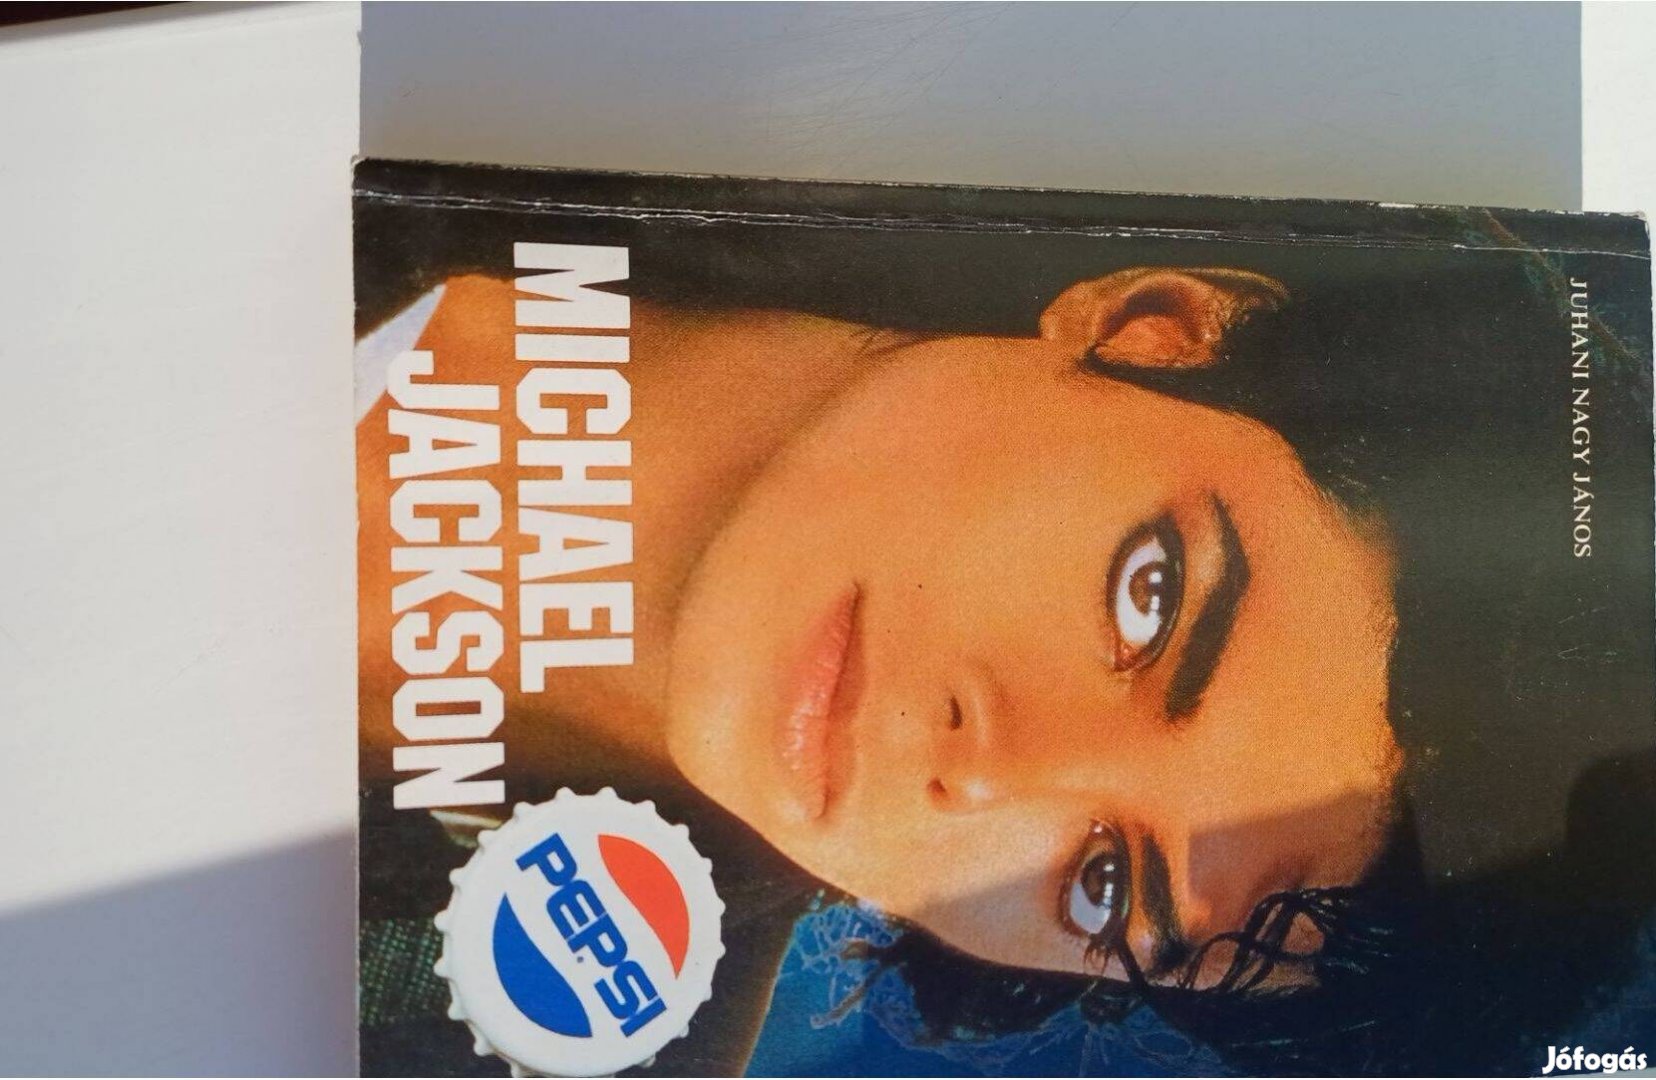 JUHANI NAGY JÁNOS
MICHAEL
JACKSON
PEPSI
Jófogás